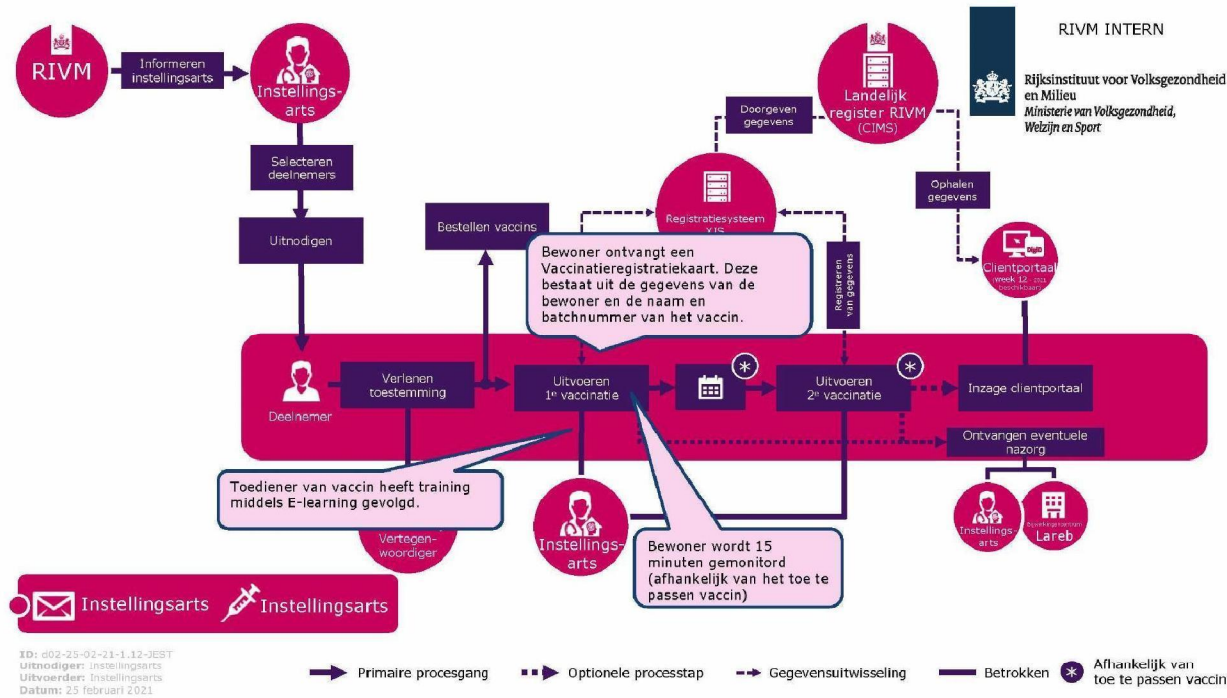 RIVM INTERN
Rijksinstituut voor Volksgezondheid
en Milieu
Ministerie van Volksgezondheid,
Welzijn en Sport
RIVM
Informeren
instellingsarts
Instellings-
arts
Selecteren
deelnemers
Uitnodigen
Bestellen vaccins
Landelijk
register RIVM
(CIMS)
Doorgeven
gegevens
Ophalen
gegevens
Registratiesysteem
Registreren
van gegevens
DigiD
Clientportaal
(week 12 - 2021
beschikbaar)
Bewoner ontvangt een
Vaccinatieregistratiekaart. Deze
bestaat uit de gegevens van de
bewoner en de naam en
batchnummer van het vaccin.
Deelnemer
Verlenen
toestemming
Uitvoeren
1e vaccinatie
*
Uitvoeren
2e vaccinatie
*
Inzage clientportaal
Ontvangen eventuele
nazorg
Toediener van vaccin heeft training
middels E-learning gevolgd.
Vertegen-
woordiger
Instellings-
arts
Bewoner wordt 15
minuten gemonitord
(afhankelijk van het toe te
passen vaccin)
Instellings-
arts
Bijwerkingencentrum
Lareb
Instellingsarts
Instellingsarts
ID: d02-25-02-21-1.12-JEST
Uitnodiger: Instellingsarts
Uitvoerder: Instellingsarts
Datum: 25 februari 2021
Primaire procesgang
Optionele processtap
Gegevensuitwisseling
Betrokken
* Afhankelijk van
toe te passen vaccin